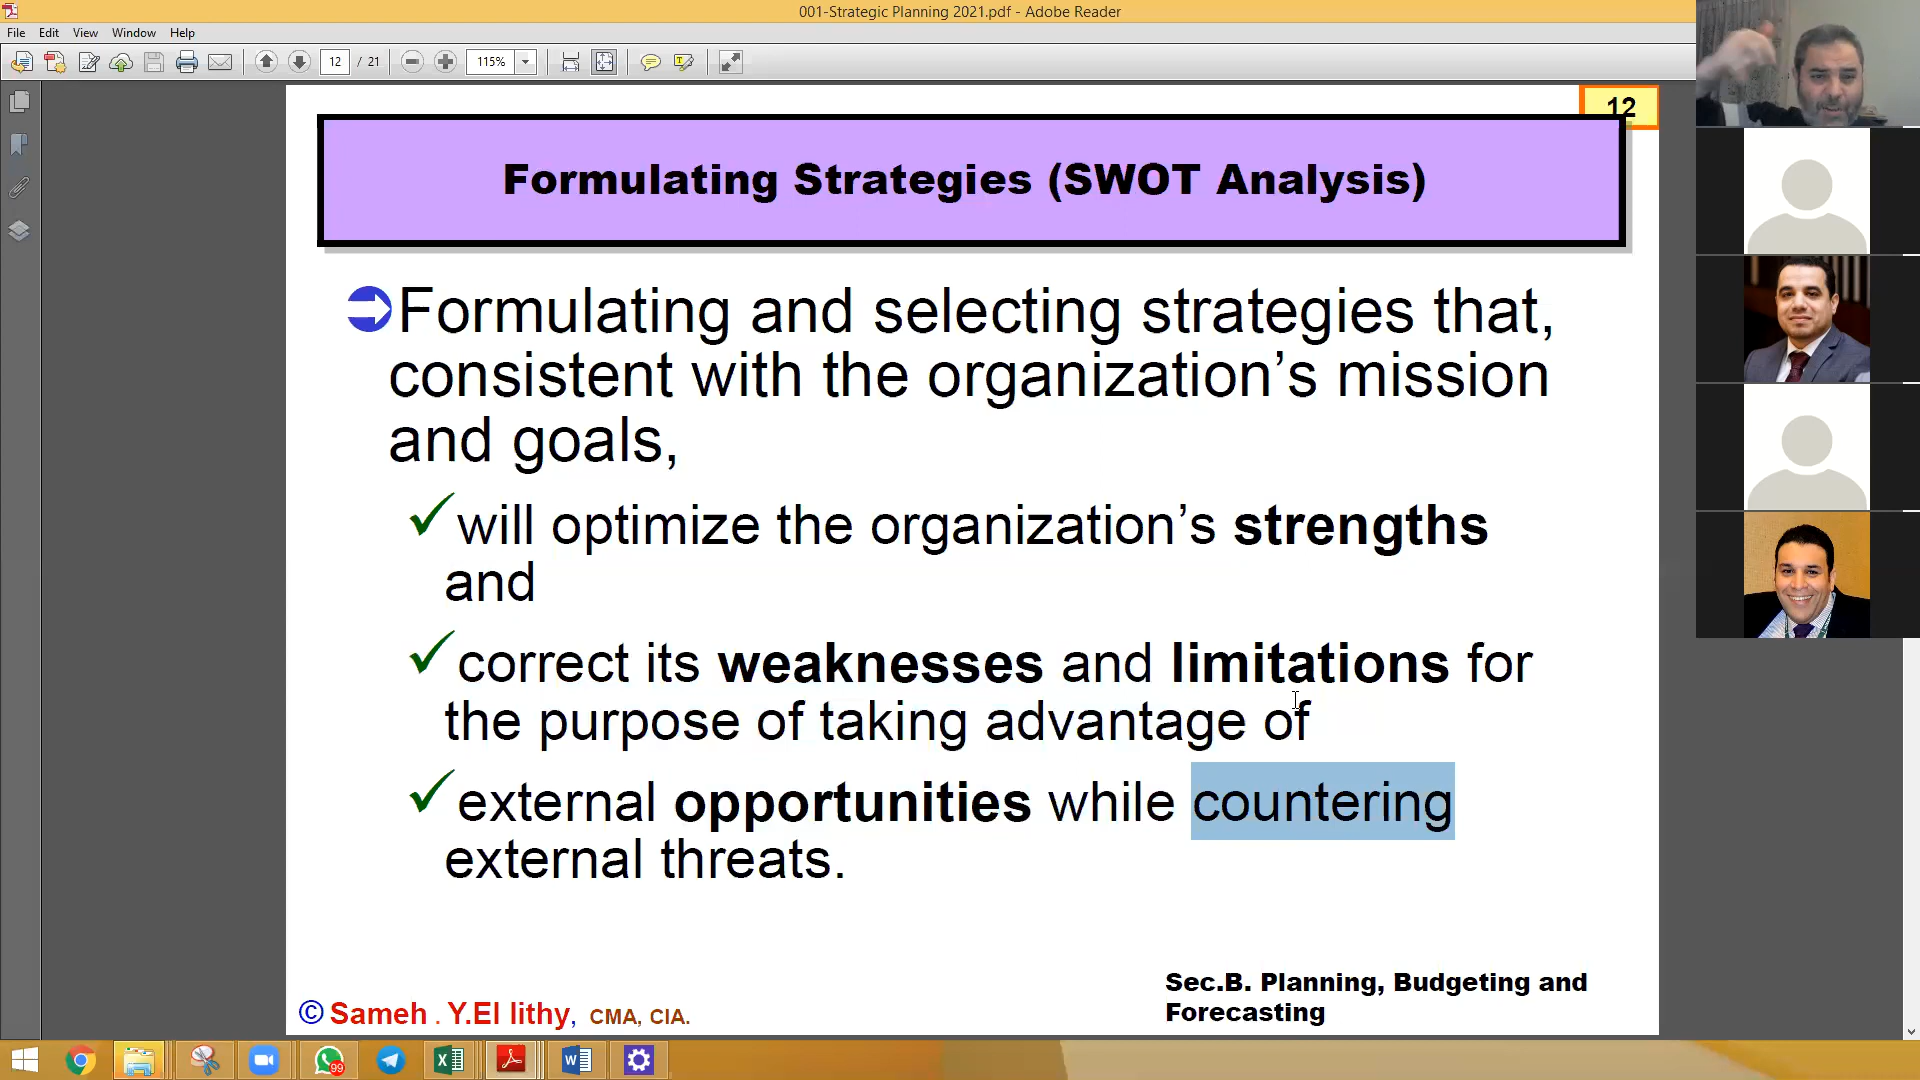 001-Strategic Planning 2021.pdf - Adobe Reader
File Edit View Window Help
12 / 21 115%
12
Formulating Strategies (SWOT Analysis)
Formulating and selecting strategies that,
consistent with the organization’s mission
and goals,
will optimize the organization’s strengths
and
correct its weaknesses and limitations for
the purpose of taking advantage of
external opportunities while countering
external threats.
Sec.B. Planning, Budgeting and
Forecasting
© Sameh . Y.El lithy, CMA, CIA.
99